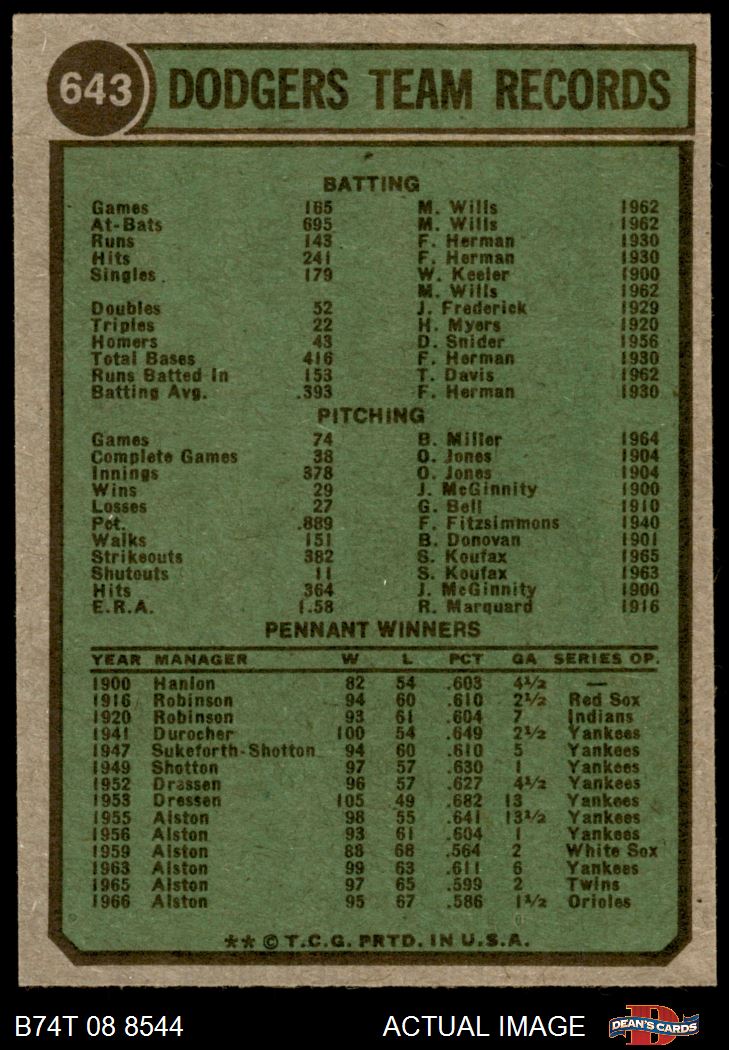 643 DODGERS TEAM RECORDS
BATTING
Games 165 M. Wills 1962
At-Bats 695 M. Wills 1962
Runs 143 F. Herman 1930
Hits 241 F. Herman 1930
Singles 179 W. Keeler 1900
M. Wills 1962
Doubles 52 J. Frederick 1929
Triples 22 H. Myers 1920
Homers 43 D. Snider 1956
Total Bases 416 F. Herman 1930
Runs Batted In 153 T. Davis 1962
Batting Avg. .393 F. Herman 1930
PITCHING
Games 74 B. Miller 1964
Complete Games 38 O. Jones 1904
Innings 378 O. Jones 1904
Wins 29 J. McGinnity 1900
Losses 27 G. Bell 1910
Pct. .889 F. Fitzsimmons 1940
Walks 151 B. Donovan 1901
Strikeouts 382 S. Koufax 1965
Shutouts 11 S. Koufax 1963
Hits 364 J. McGinnity 1900
E.R.A. 1.58 R. Marquard 1916
PENNANT WINNERS
YEAR MANAGER W L PCT GA SERIES OP.
1900 Hanlon 82 54 .603 4½ —
1916 Robinson 94 60 .610 2½ Red Sox
1920 Robinson 93 61 .604 7 Indians
1941 Durocher 100 54 .649 2½ Yankees
1947 Sukeforth-Shotton 94 60 .610 5 Yankees
1949 Shotton 97 57 .630 1 Yankees
1952 Dressen 96 57 .627 4½ Yankees
1953 Dressen 105 49 .682 13 Yankees
1955 Alston 98 55 .641 13½ Yankees
1956 Alston 93 61 .604 1 Yankees
1959 Alston 88 68 .564 2 White Sox
1963 Alston 99 63 .611 6 Yankees
1965 Alston 97 65 .599 2 Twins
1966 Alston 95 67 .586 1½ Orioles
** © T.C.G. PRTD. IN U.S.A.
B74T 08 8544 ACTUAL IMAGE DEAN'S CARDS